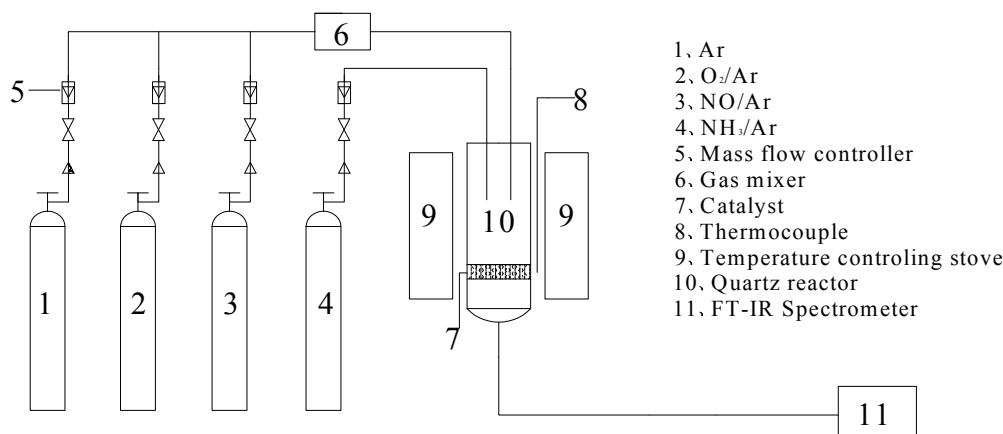 6
5
8
9
10
9
1
2
3
4
7
11
1、Ar
2、O₂/Ar
3、NO/Ar
4、NH₃/Ar
5、Mass flow controller
6、Gas mixer
7、Catalyst
8、Thermocouple
9、Temperature controling stove
10、Quartz reactor
11、FT-IR Spectrometer